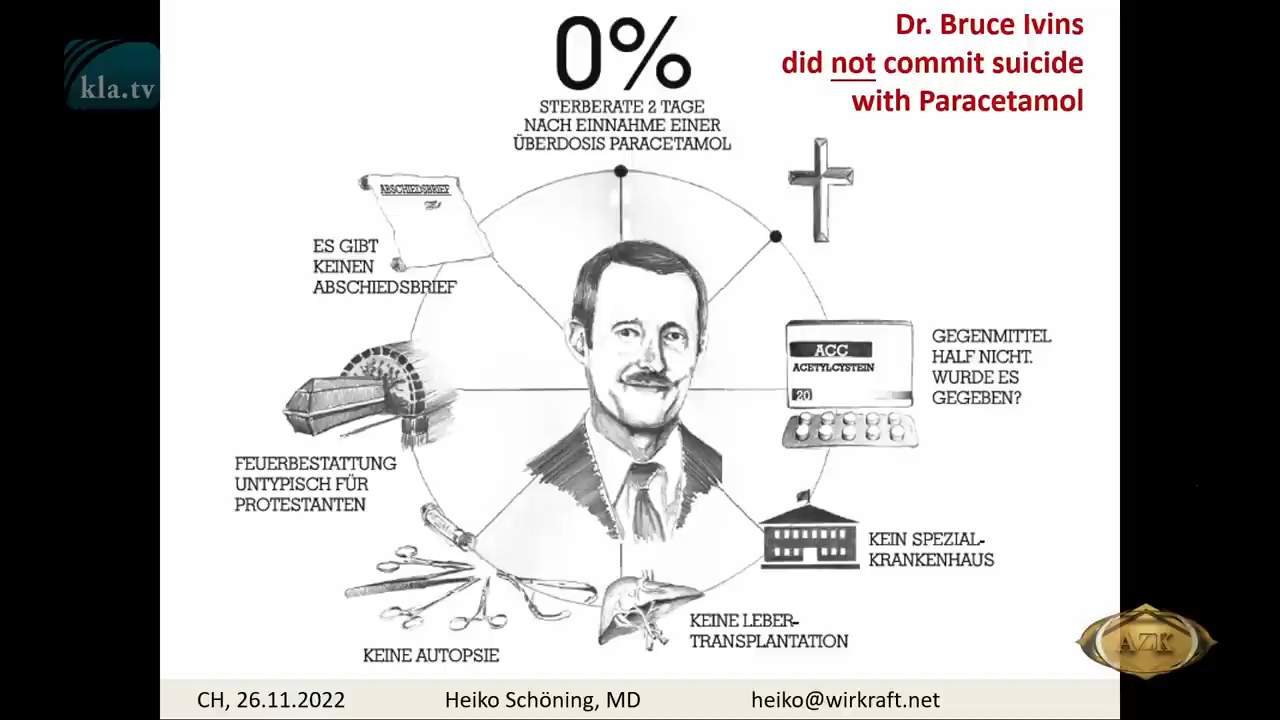 kla.tv
0%
STERBERATE 2 TAGE
NACH EINNAHME EINER
ÜBERDOSIS PARACETAMOL
Dr. Bruce Ivins
did not commit suicide
with Paracetamol
ABSCHIEDSBRIEF
ES GIBT
KEINEN
ABSCHIEDSBRIEF
ACC
ACETYLCYSTEIN
20
GEGENMITTEL
HALF NICHT.
WURDE ES
GEGEBEN?
FEUERBESTATTUNG
UNTYPISCH FÜR
PROTESTANTEN
KEIN SPEZIAL-
KRANKENHAUS
KEINE LEBER-
TRANSPLANTATION
KEINE AUTOPSIE
AZK
CH, 26.11.2022 Heiko Schöning, MD heiko@wirkraft.net